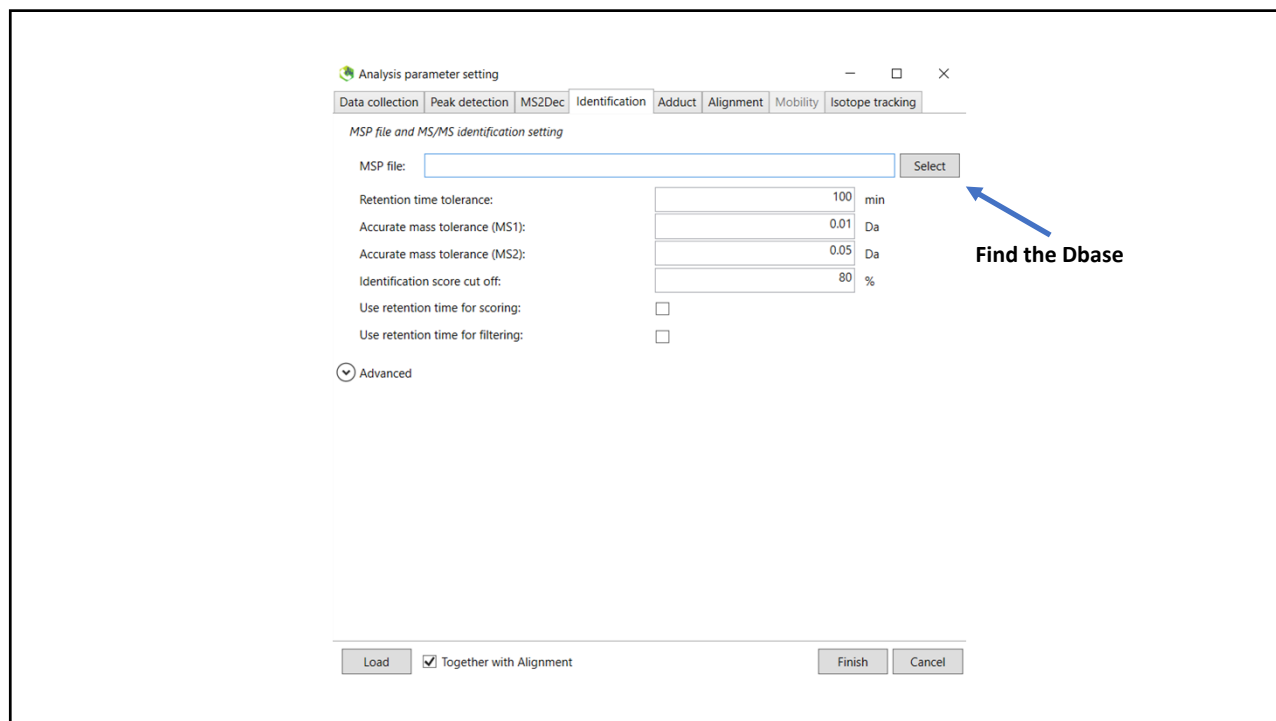 Analysis parameter setting
Data collection Peak detection MS2Dec Identification Adduct Alignment Mobility Isotope tracking
MSP file and MS/MS identification setting
MSP file: Select
Retention time tolerance: 100 min
Accurate mass tolerance (MS1): 0.01 Da
Accurate mass tolerance (MS2): 0.05 Da
Find the Dbase
Identification score cut off: 80 %
Use retention time for scoring:
Use retention time for filtering:
Advanced
Load Together with Alignment Finish Cancel